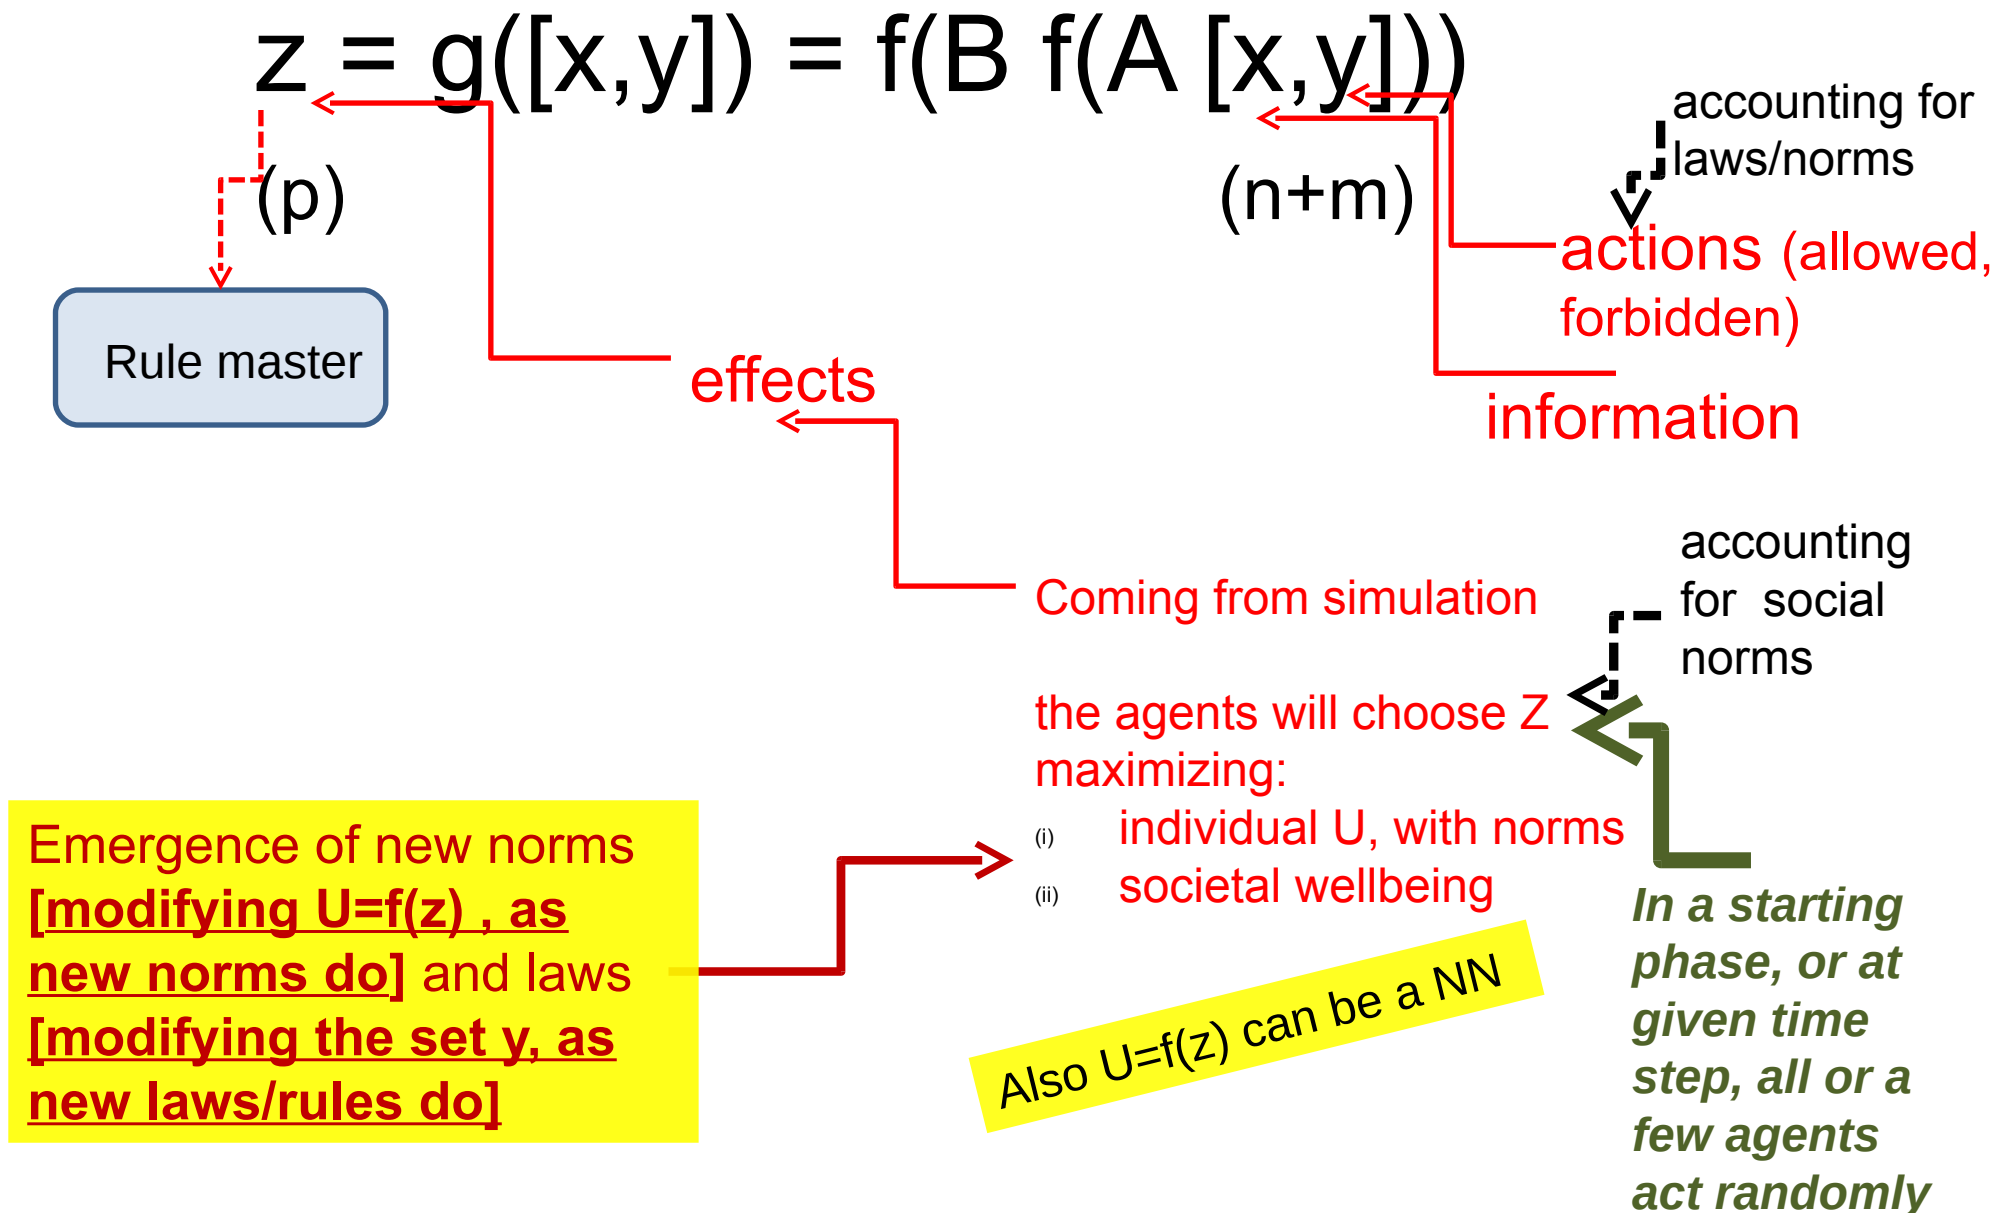 z = g([x,y]) = f(B f(A [x,y]))
(p)
(n+m)
accounting for
laws/norms
actions (allowed,
forbidden)
Rule master
effects
information
Coming from simulation
accounting
for social
norms
the agents will choose Z
maximizing:
(i) individual U, with norms
(ii) societal wellbeing
Emergence of new norms
[modifying U=f(z) , as
new norms do] and laws
[modifying the set y, as
new laws/rules do]
Also U=f(z) can be a NN
In a starting
phase, or at
given time
step, all or a
few agents
act randomly